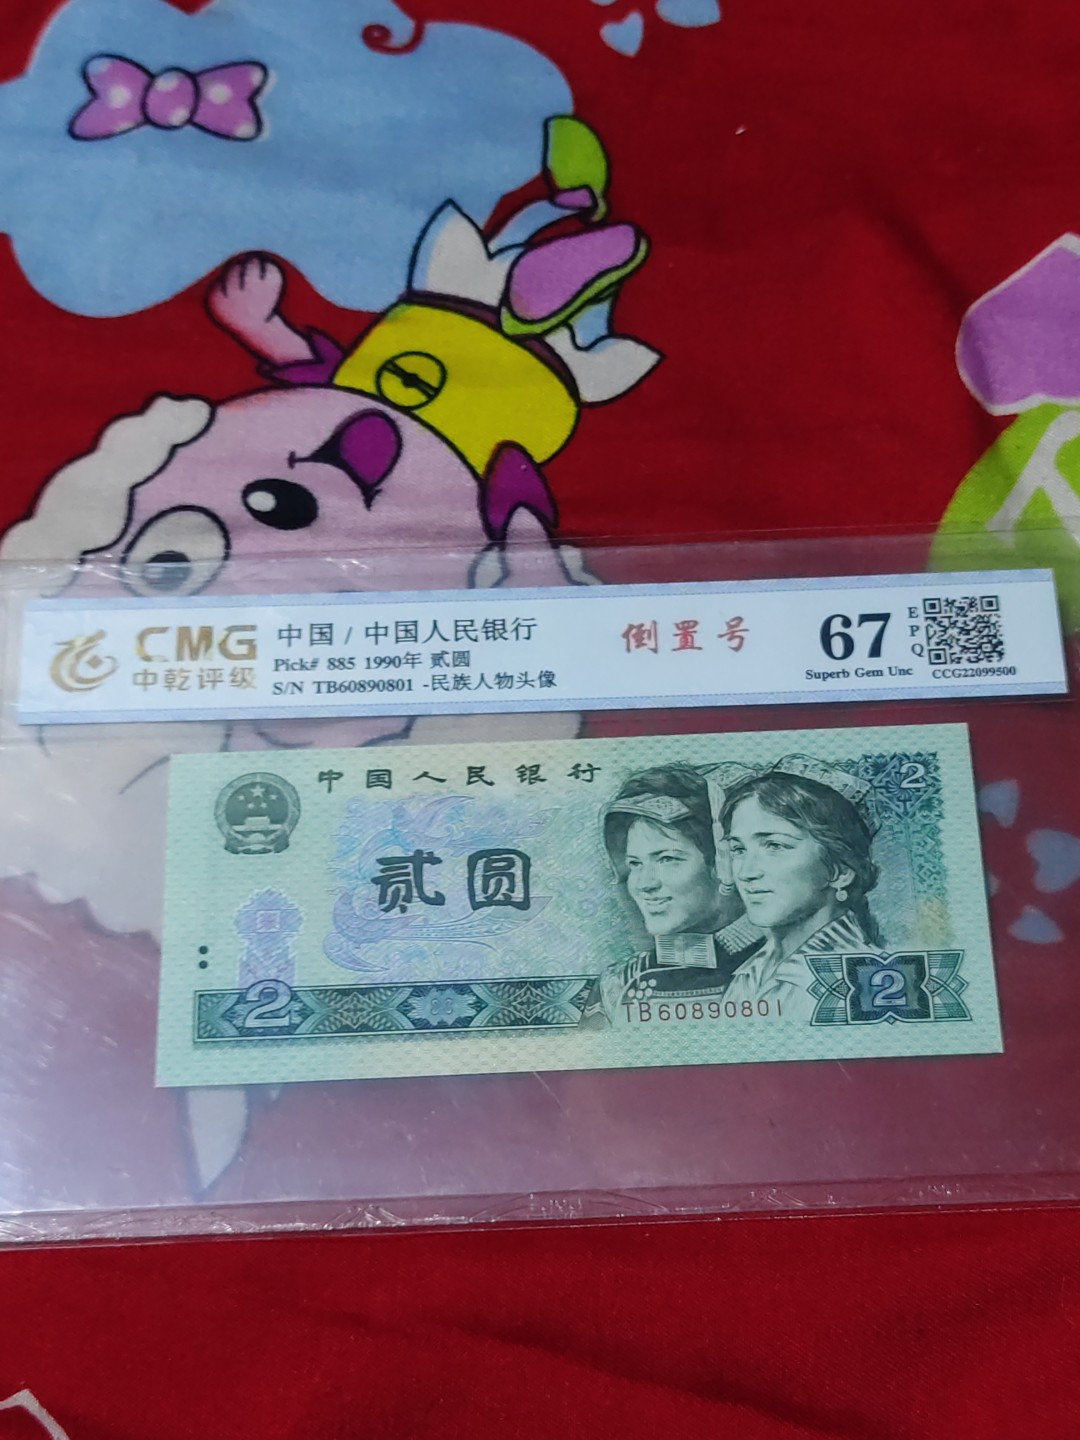 CMG
中乾评级
中国 / 中国人民银行
Pick# 885 1990年 贰圆
S/N TB60890801 -民族人物头像
倒置号
67
EPQ
Superb Gem Unc
CCG22099500
中国人民银行
2
贰圆
2
2
TB60890801